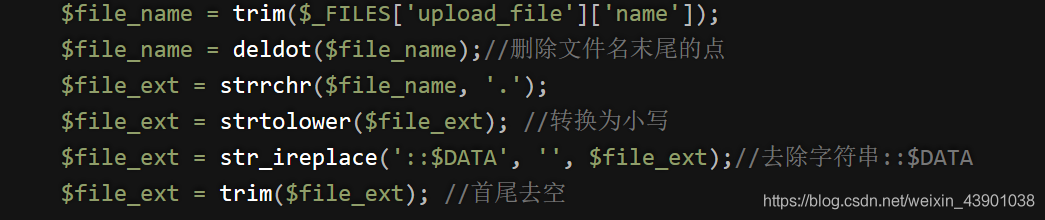 $file_name = trim($_FILES['upload_file']['name']);
$file_name = deldot($file_name);//删除文件名末尾的点
$file_ext = strrchr($file_name, '.');
$file_ext = strtolower($file_ext); //转换为小写
$file_ext = str_ireplace('::$DATA', '', $file_ext);//去除字符串::$DATA
$file_ext = trim($file_ext); //首尾去空
https://blog.csdn.net/weixin_43901038